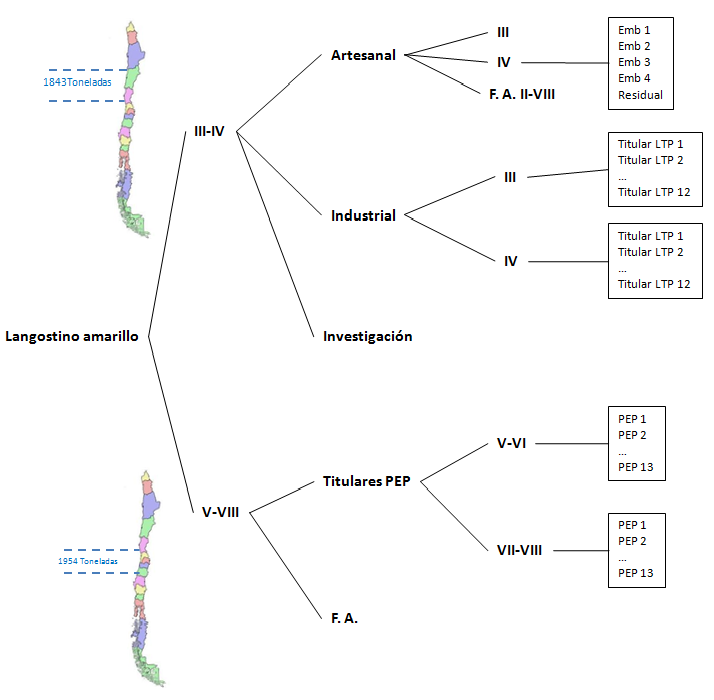 1843Toneladas
Langostino amarillo
III-IV
Artesanal
III
IV
Emb 1
Emb 2
Emb 3
Emb 4
Residual
F. A. II-VIII
Industrial
III
Titular LTP 1
Titular LTP 2
...
Titular LTP 12
IV
Titular LTP 1
Titular LTP 2
...
Titular LTP 12
Investigación
1954 Toneladas
V-VIII
Titulares PEP
V-VI
PEP 1
PEP 2
...
PEP 13
VII-VIII
PEP 1
PEP 2
...
PEP 13
F. A.